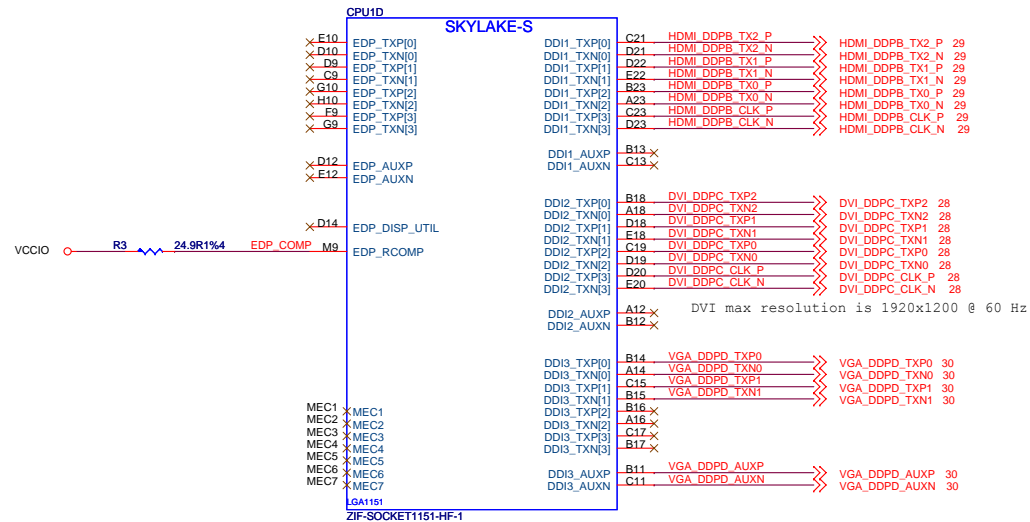 CPU1D
SKYLAKE-S
E10 EDP_TXP[0] DDI1_TXP[0] C21 HDMI_DDPB_TX2_P HDMI_DDPB_TX2_P 29
D10 EDP_TXN[0] DDI1_TXN[0] D21 HDMI_DDPB_TX2_N HDMI_DDPB_TX2_N 29
D9 EDP_TXP[1] DDI1_TXP[1] D22 HDMI_DDPB_TX1_P HDMI_DDPB_TX1_P 29
C9 EDP_TXN[1] DDI1_TXN[1] E22 HDMI_DDPB_TX1_N HDMI_DDPB_TX1_N 29
G10 EDP_TXP[2] DDI1_TXP[2] B23 HDMI_DDPB_TX0_P HDMI_DDPB_TX0_P 29
H10 EDP_TXN[2] DDI1_TXN[2] A23 HDMI_DDPB_TX0_N HDMI_DDPB_TX0_N 29
F9 EDP_TXP[3] DDI1_TXP[3] C23 HDMI_DDPB_CLK_P HDMI_DDPB_CLK_P 29
G9 EDP_TXN[3] DDI1_TXN[3] D23 HDMI_DDPB_CLK_N HDMI_DDPB_CLK_N 29
DDI1_AUXP B13
D12 EDP_AUXP DDI1_AUXN C13
E12 EDP_AUXN
DDI2_TXP[0] B18 DVI_DDPC_TXP2 DVI_DDPC_TXP2 28
DDI2_TXN[0] A18 DVI_DDPC_TXN2 DVI_DDPC_TXN2 28
D14 EDP_DISP_UTIL DDI2_TXP[1] D18 DVI_DDPC_TXP1 DVI_DDPC_TXP1 28
DDI2_TXN[1] E18 DVI_DDPC_TXN1 DVI_DDPC_TXN1 28
VCCIO R3 24.9R1%4 EDP_COMP M9 EDP_RCOMP DDI2_TXP[2] C19 DVI_DDPC_TXP0 DVI_DDPC_TXP0 28
DDI2_TXN[2] D19 DVI_DDPC_TXN0 DVI_DDPC_TXN0 28
DDI2_TXP[3] D20 DVI_DDPC_CLK_P DVI_DDPC_CLK_P 28
DDI2_TXN[3] E20 DVI_DDPC_CLK_N DVI_DDPC_CLK_N 28
DDI2_AUXP A12 DVI max resolution is 1920x1200 @ 60 Hz
DDI2_AUXN B12
DDI3_TXP[0] B14 VGA_DDPD_TXP0 VGA_DDPD_TXP0 30
DDI3_TXN[0] A14 VGA_DDPD_TXN0 VGA_DDPD_TXN0 30
DDI3_TXP[1] C15 VGA_DDPD_TXP1 VGA_DDPD_TXP1 30
DDI3_TXN[1] B15 VGA_DDPD_TXN1 VGA_DDPD_TXN1 30
MEC1 MEC1 DDI3_TXP[2] B16
MEC2 MEC2 DDI3_TXN[2] A16
MEC3 MEC3 DDI3_TXP[3] C17
MEC4 MEC4 DDI3_TXN[3] B17
MEC5 MEC5
MEC6 MEC6 DDI3_AUXP B11 VGA_DDPD_AUXP VGA_DDPD_AUXP 30
MEC7 MEC7 DDI3_AUXN C11 VGA_DDPD_AUXN VGA_DDPD_AUXN 30
LGA1151
ZIF-SOCKET1151-HF-1